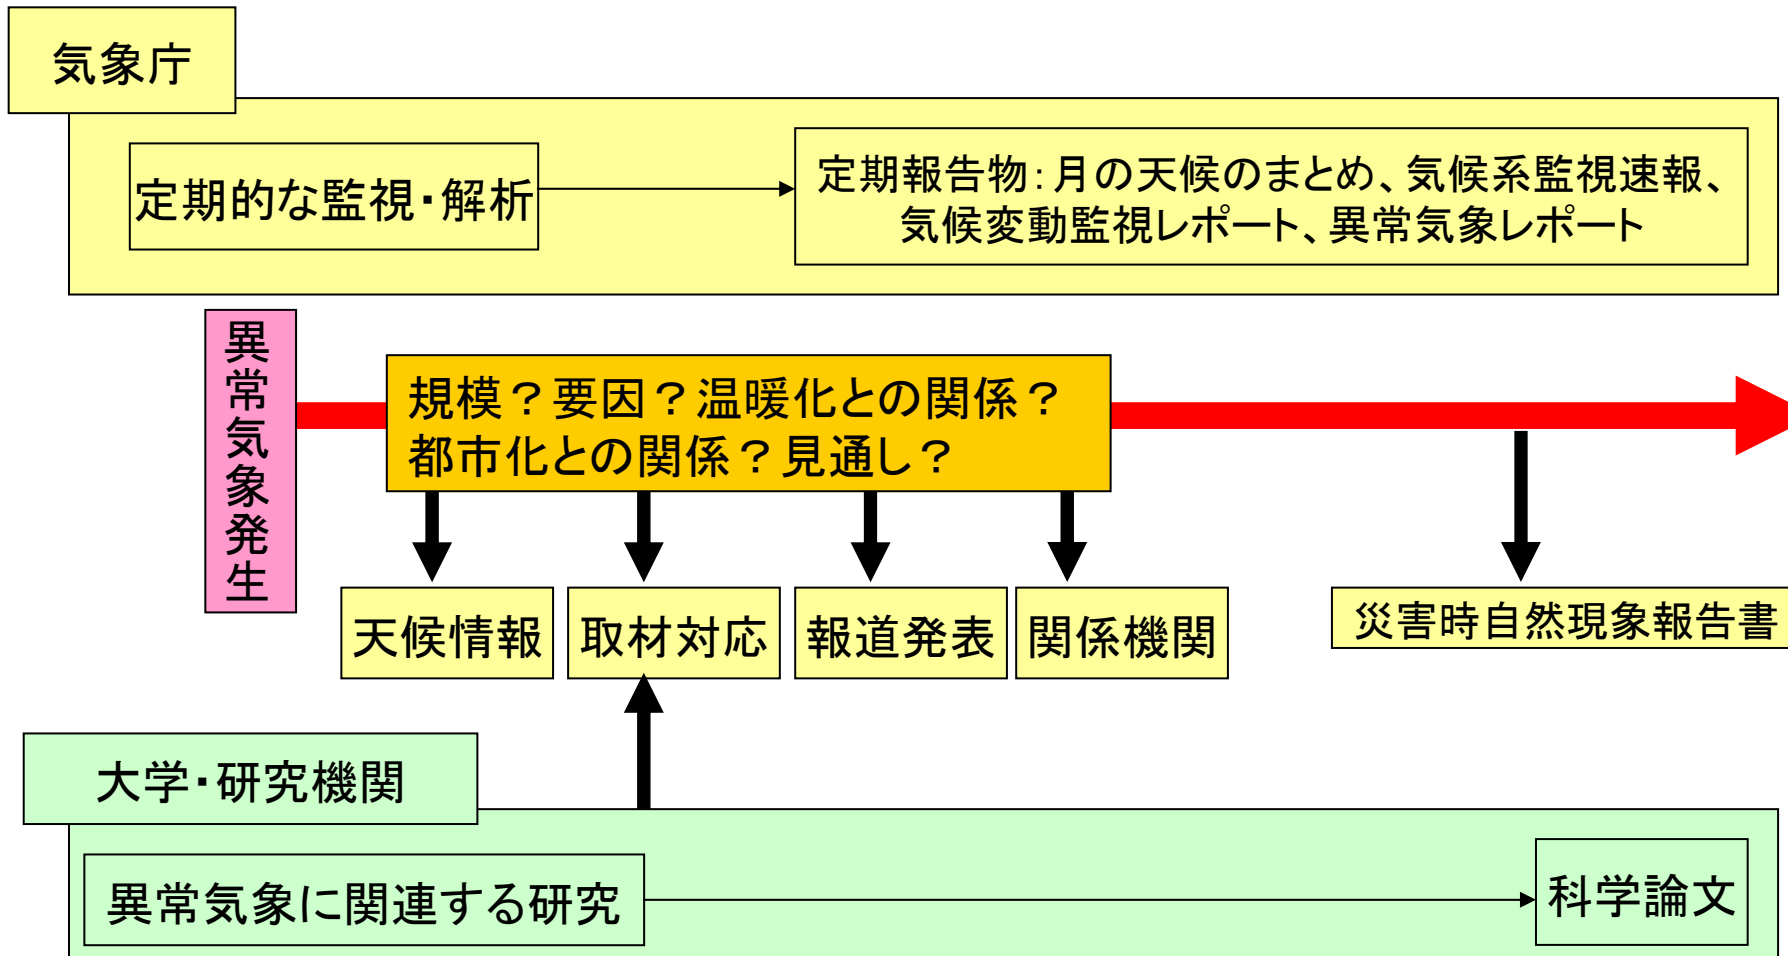 気象庁
定期的な監視・解析
定期報告物：月の天候のまとめ、気候系監視速報、
気候変動監視レポート、異常気象レポート
異常気象発生
規模？要因？温暖化との関係？
都市化との関係？見通し？
天候情報
取材対応
報道発表
関係機関
災害時自然現象報告書
大学・研究機関
異常気象に関連する研究
科学論文